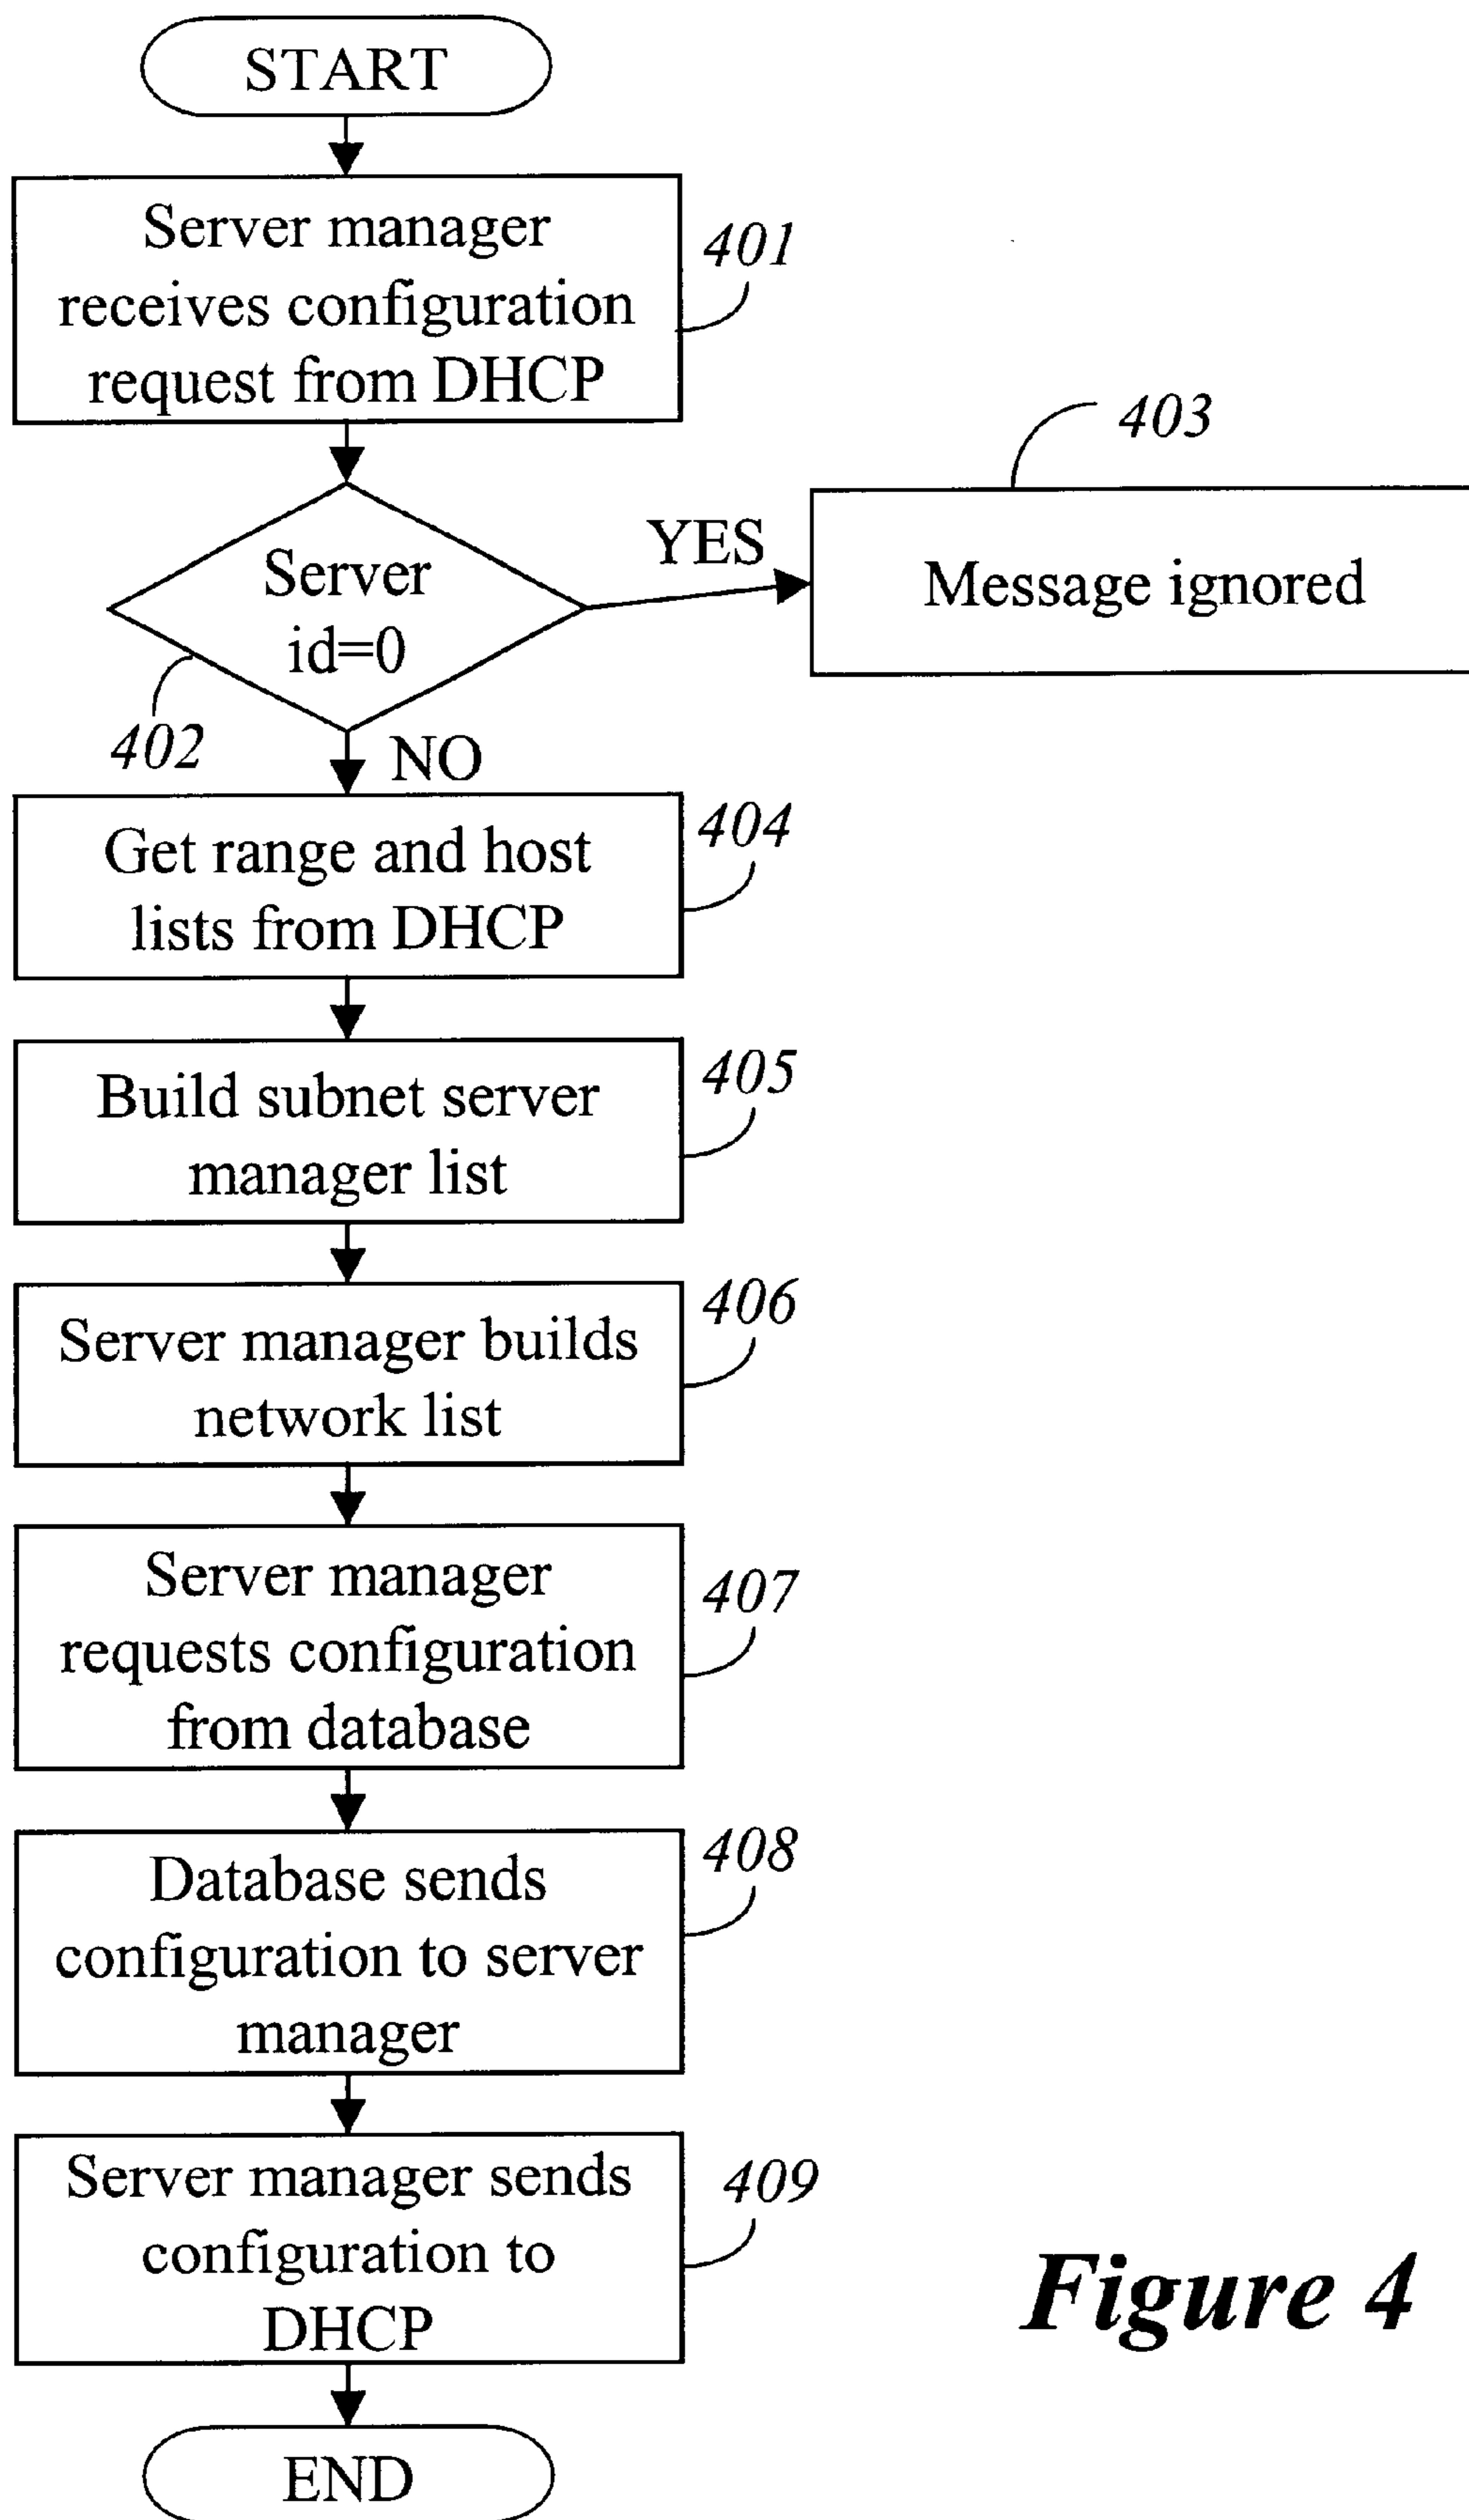 START
Server manager
receives configuration
request from DHCP
401
Server
id=0
402
YES
403
Message ignored
NO
Get range and host
lists from DHCP
404
Build subnet server
manager list
405
Server manager builds
network list
406
Server manager
requests configuration
from database
407
Database sends
configuration to server
manager
408
Server manager sends
configuration to
DHCP
409
END
Figure 4